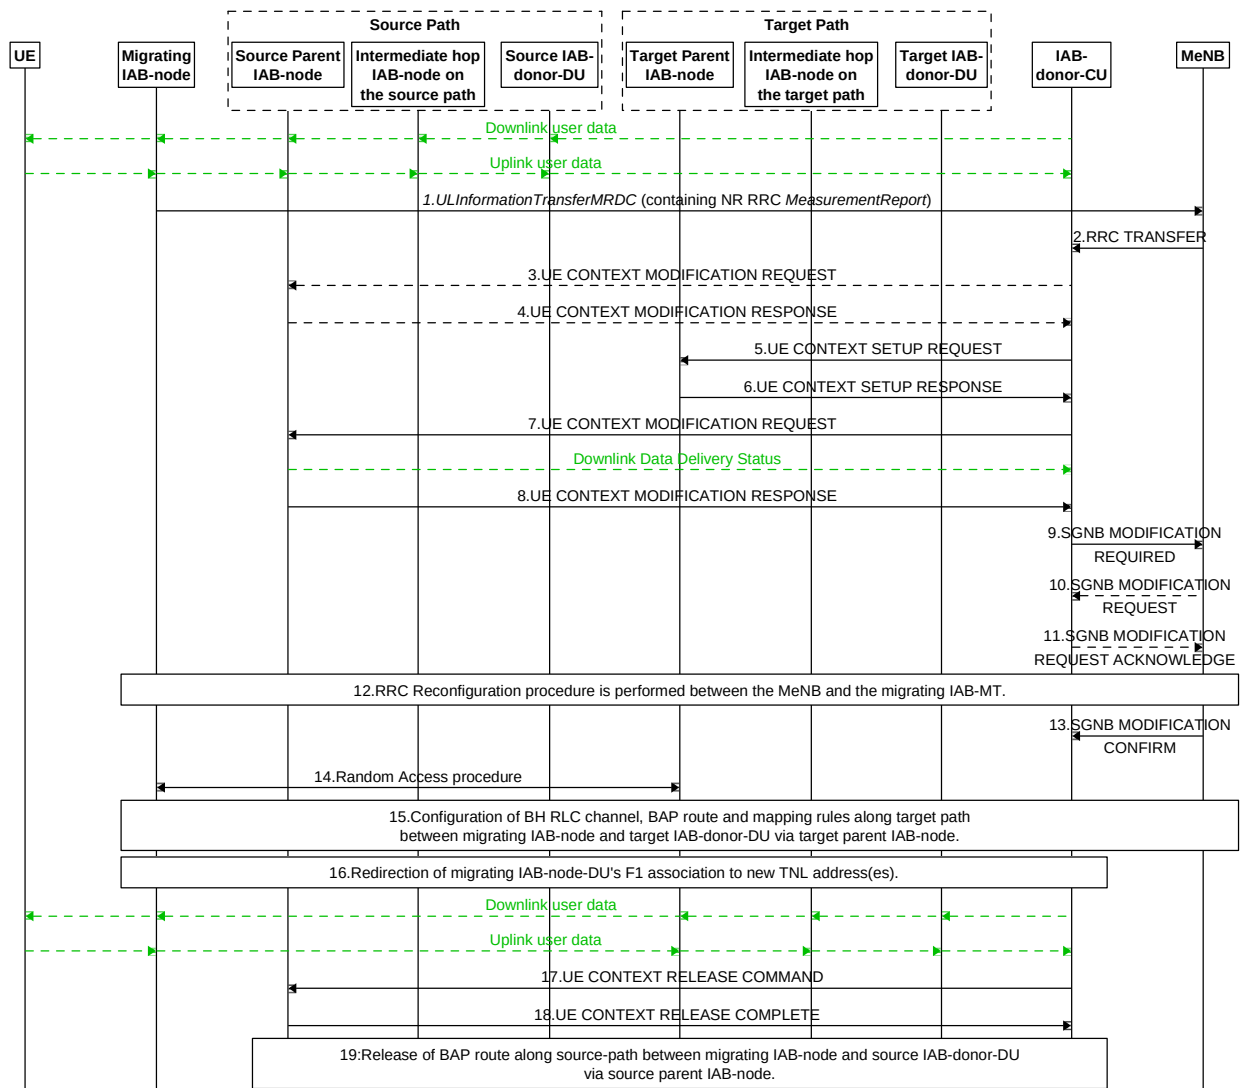 Source Path
Target Path
UE
Migrating
IAB-node
Source Parent
IAB-node
Intermediate hop
IAB-node on
the source path
Source IAB-
donor-DU
Target Parent
IAB-node
Intermediate hop
IAB-node on
the target path
Target IAB-
donor-DU
IAB-
donor-CU
MeNB
Downlink user data
Uplink user data
1.ULInformationTransferMRDC (containing NR RRC MeasurementReport)
2.RRC TRANSFER
3.UE CONTEXT MODIFICATION REQUEST
4.UE CONTEXT MODIFICATION RESPONSE
5.UE CONTEXT SETUP REQUEST
6.UE CONTEXT SETUP RESPONSE
7.UE CONTEXT MODIFICATION REQUEST
Downlink Data Delivery Status
8.UE CONTEXT MODIFICATION RESPONSE
9.SGNB MODIFICATION
REQUIRED
10.SGNB MODIFICATION
REQUEST
11.SGNB MODIFICATION
REQUEST ACKNOWLEDGE
12.RRC Reconfiguration procedure is performed between the MeNB and the migrating IAB-MT.
13.SGNB MODIFICATION
CONFIRM
14.Random Access procedure
15.Configuration of BH RLC channel, BAP route and mapping rules along target path
between migrating IAB-node and target IAB-donor-DU via target parent IAB-node.
16.Redirection of migrating IAB-node-DU's F1 association to new TNL address(es).
Downlink user data
Uplink user data
17.UE CONTEXT RELEASE COMMAND
18.UE CONTEXT RELEASE COMPLETE
19:Release of BAP route along source-path between migrating IAB-node and source IAB-donor-DU
via source parent IAB-node.